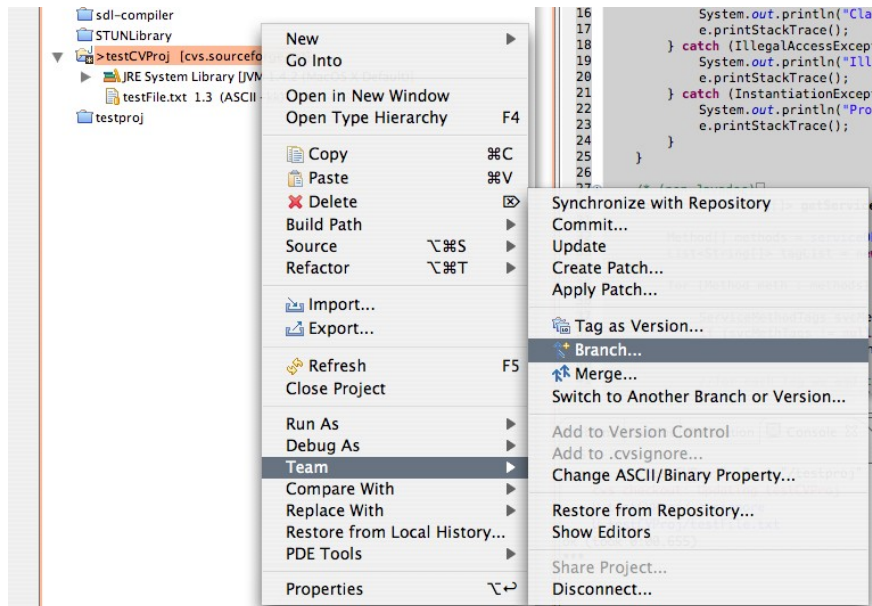 sdl-compiler
STUNLibrary
>testCVProj [cvs.sourcefo
JRE System Library [JVM
testFile.txt 1.3 (ASCII
testproj
New
Go Into
Open in New Window
Open Type Hierarchy F4
Copy ⌘C
Paste ⌘V
Delete ⌦
Build Path
Source ⌥⌘S
Refactor ⌥⌘T
Import...
Export...
Refresh F5
Close Project
Run As
Debug As
Team
Compare With
Replace With
Restore from Local History...
PDE Tools
Properties ⌥↩
16 System.out.println("Cla
17 e.printStackTrace();
18 } catch (IllegalAccessExcept
19 System.out.println("Ill
20 e.printStackTrace();
21 } catch (InstantiationExcept
22 System.out.println("Pro
23 e.printStackTrace();
24 }
25 }
26
Synchronize with Repository
Commit...
Update
Create Patch...
Apply Patch...
Tag as Version...
Branch...
Merge...
Switch to Another Branch or Version...
Add to Version Control
Add to .cvsignore...
Change ASCII/Binary Property...
Restore from Repository...
Show Editors
Share Project...
Disconnect...